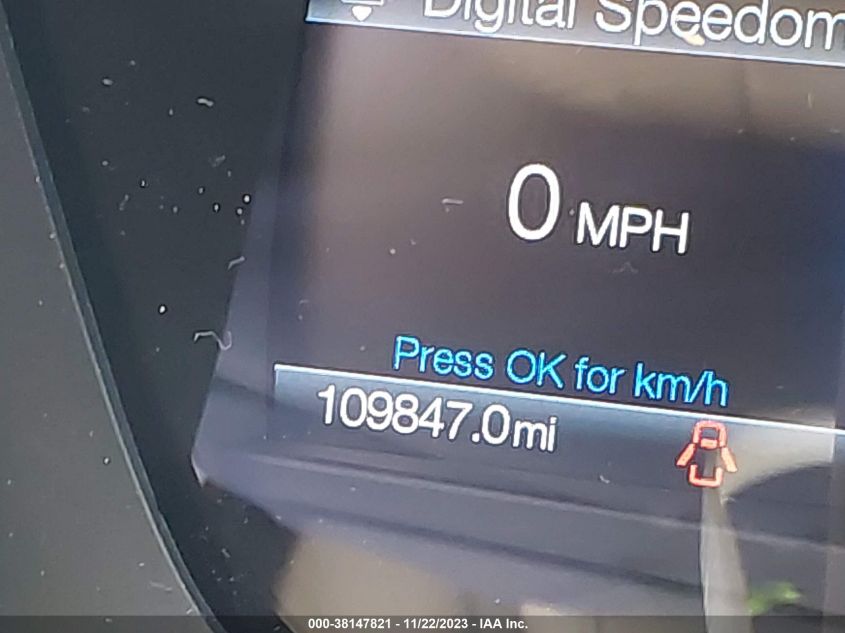 Digital Speedom
0 MPH
Press OK for km/h
109847.0mi
000-38147821 - 11/22/2023 - IAA Inc.